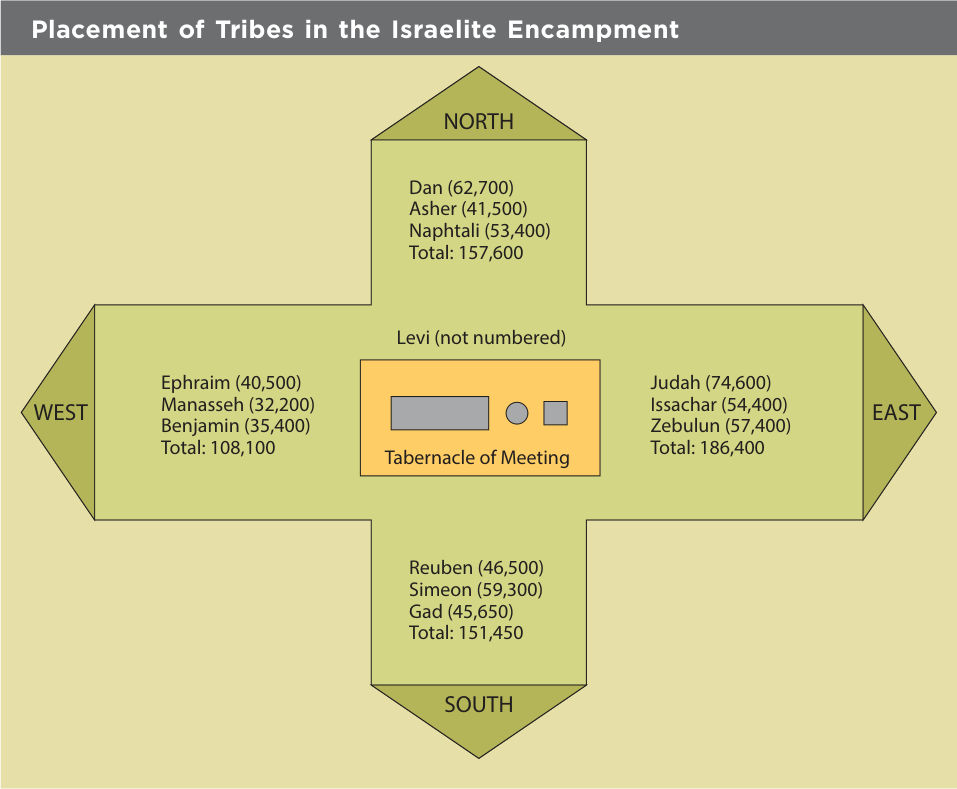 Placement of Tribes in the Israelite Encampment
NORTH
Dan (62,700)
Asher (41,500)
Naphtali (53,400)
Total: 157,600
Levi (not numbered)
WEST
Ephraim (40,500)
Manasseh (32,200)
Benjamin (35,400)
Total: 108,100
Tabernacle of Meeting
Judah (74,600)
Issachar (54,400)
Zebulun (57,400)
Total: 186,400
EAST
Reuben (46,500)
Simeon (59,300)
Gad (45,650)
Total: 151,450
SOUTH